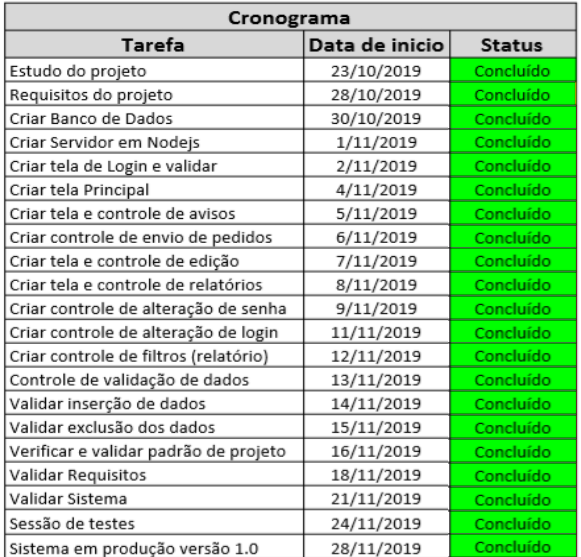 Cronograma
Tarefa Data de inicio Status
Estudo do projeto 23/10/2019 Concluído
Requisitos do projeto 28/10/2019 Concluído
Criar Banco de Dados 30/10/2019 Concluído
Criar Servidor em Nodejs 1/11/2019 Concluído
Criar tela de Login e validar 2/11/2019 Concluído
Criar tela Principal 4/11/2019 Concluído
Criar tela e controle de avisos 5/11/2019 Concluído
Criar controle de envio de pedidos 6/11/2019 Concluído
Criar tela e controle de edição 7/11/2019 Concluído
Criar tela e controle de relatórios 8/11/2019 Concluído
Criar controle de alteração de senha 9/11/2019 Concluído
Criar controle de alteração de login 11/11/2019 Concluído
Criar controle de filtros (relatório) 12/11/2019 Concluído
Controle de validação de dados 13/11/2019 Concluído
Validar inserção de dados 14/11/2019 Concluído
Validar exclusão dos dados 15/11/2019 Concluído
Verificar e validar padrão de projeto 16/11/2019 Concluído
Validar Requisitos 18/11/2019 Concluído
Validar Sistema 21/11/2019 Concluído
Sessão de testes 24/11/2019 Concluído
Sistema em produção versão 1.0 28/11/2019 Concluído